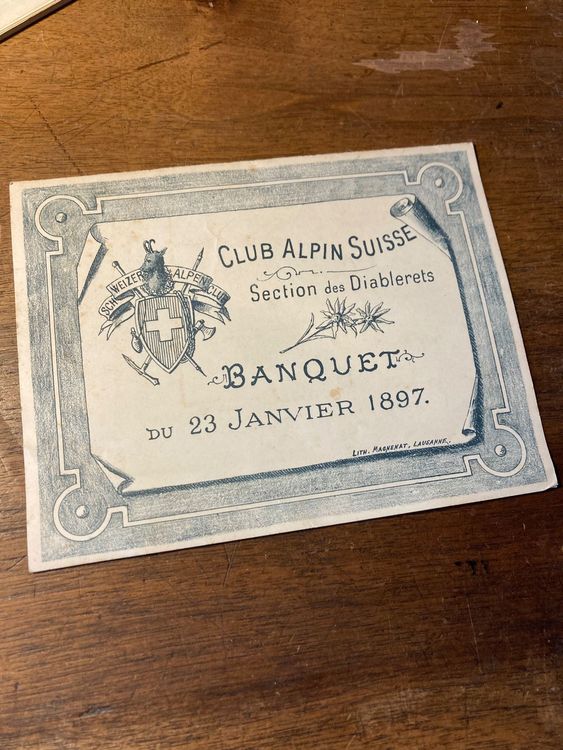 SCHWEIZER ALPEN CLUB
CLUB ALPIN SUISSE
Section des Diablerets
BANQUET
DU 23 JANVIER 1897.
LITH. MAGNENAT, LAUSANNE.